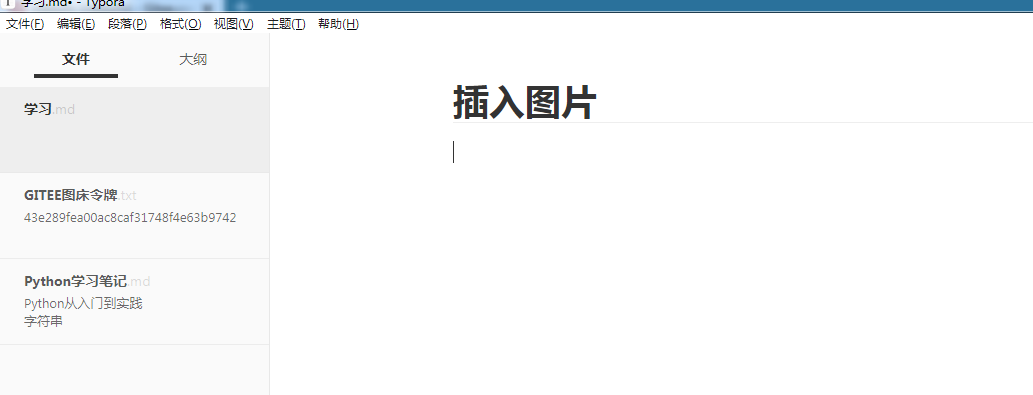 学习.md• - Typora
文件(F) 编辑(E) 段落(P) 格式(O) 视图(V) 主题(T) 帮助(H)
文件 大纲
学习.md
GITEE图床令牌.txt
43e289fea00ac8caf31748f4e63b9742
Python学习笔记.md
Python从入门到实践
字符串
插入图片